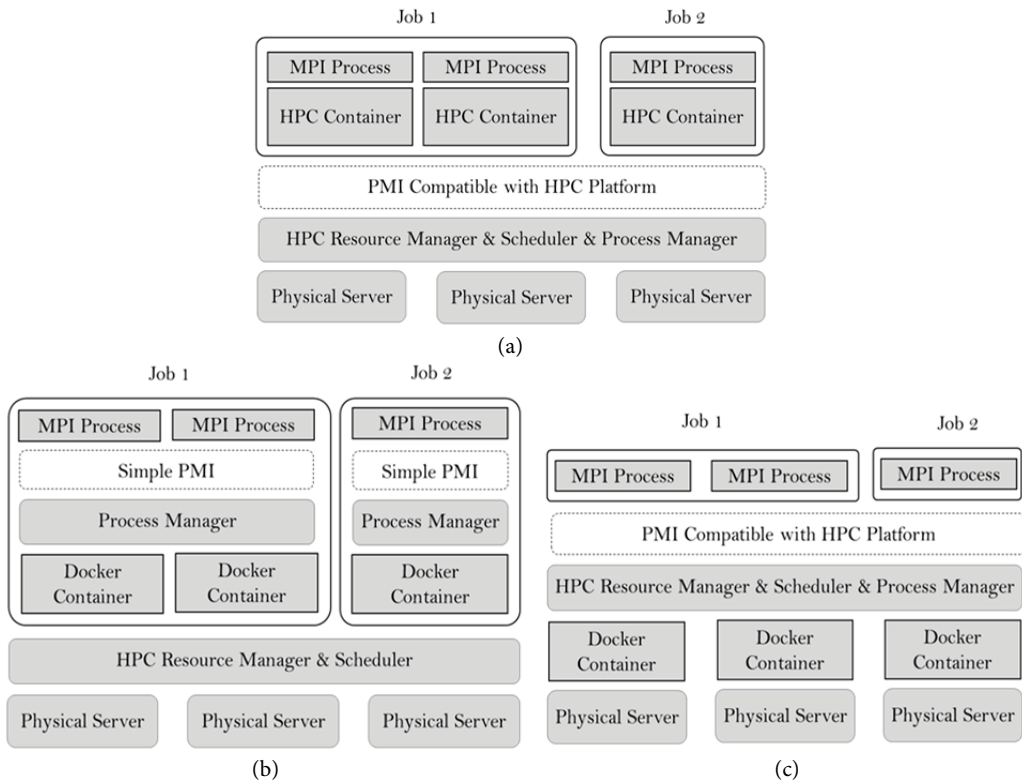 Job 1
Job 2
MPI Process
MPI Process
MPI Process
HPC Container
HPC Container
HPC Container
PMI Compatible with HPC Platform
HPC Resource Manager & Scheduler & Process Manager
Physical Server
Physical Server
Physical Server
(a)
Job 1
Job 2
MPI Process
MPI Process
MPI Process
Simple PMI
Simple PMI
Process Manager
Process Manager
Docker
Container
Docker
Container
Docker
Container
HPC Resource Manager & Scheduler
Physical Server
Physical Server
Physical Server
(b)
Job 1
Job 2
MPI Process
MPI Process
MPI Process
PMI Compatible with HPC Platform
HPC Resource Manager & Scheduler & Process Manager
Docker
Container
Docker
Container
Docker
Container
Physical Server
Physical Server
Physical Server
(c)